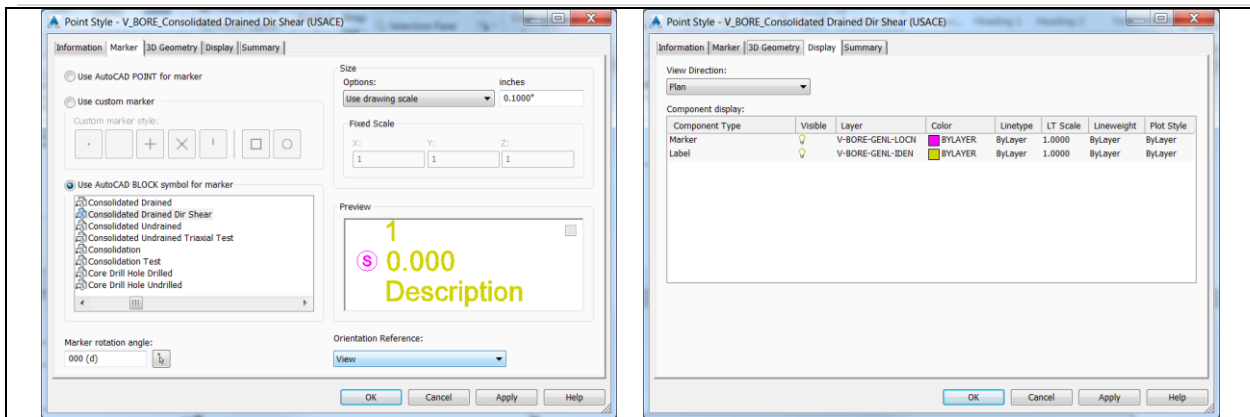 Point Style - V_BORE_Consolidated Drained Dir Shear (USACE)
Information Marker 3D Geometry Display Summary
Use AutoCAD POINT for marker
Use custom marker
Custom marker style:
Use AutoCAD BLOCK symbol for marker
Consolidated Drained
Consolidated Drained Dir Shear
Consolidated Undrained
Consolidated Undrained Triaxial Test
Consolidation
Consolidation Test
Core Drill Hole Drilled
Core Drill Hole Undrilled
Marker rotation angle:
000 (d)
Size
Options: inches
Use drawing scale 0.1000"
Fixed Scale
X: Y: Z:
1 1 1
Preview
1
S 0.000
Description
Orientation Reference:
View
OK Cancel Apply Help
Point Style - V_BORE_Consolidated Drained Dir Shear (USACE)
Information Marker 3D Geometry Display Summary
View Direction:
Plan
Component display:
Component Type Visible Layer Color Linetype LT Scale Lineweight Plot Style
Marker V-BORE-GENL-LOCN BYLAYER ByLayer 1.0000 ByLayer ByLayer
Label V-BORE-GENL-IDEN BYLAYER ByLayer 1.0000 ByLayer ByLayer
OK Cancel Apply Help